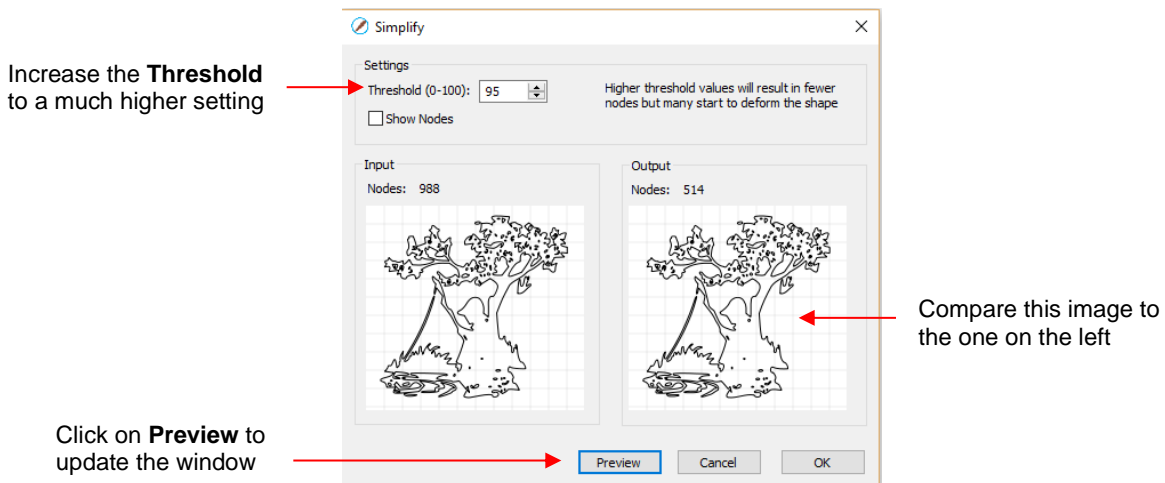 Simplify
Increase the Threshold
to a much higher setting
Settings
Threshold (0-100): 95
Show Nodes
Higher threshold values will result in fewer
nodes but many start to deform the shape
Input
Nodes: 988
Output
Nodes: 514
Compare this image to
the one on the left
Click on Preview to
update the window
Preview
Cancel
OK